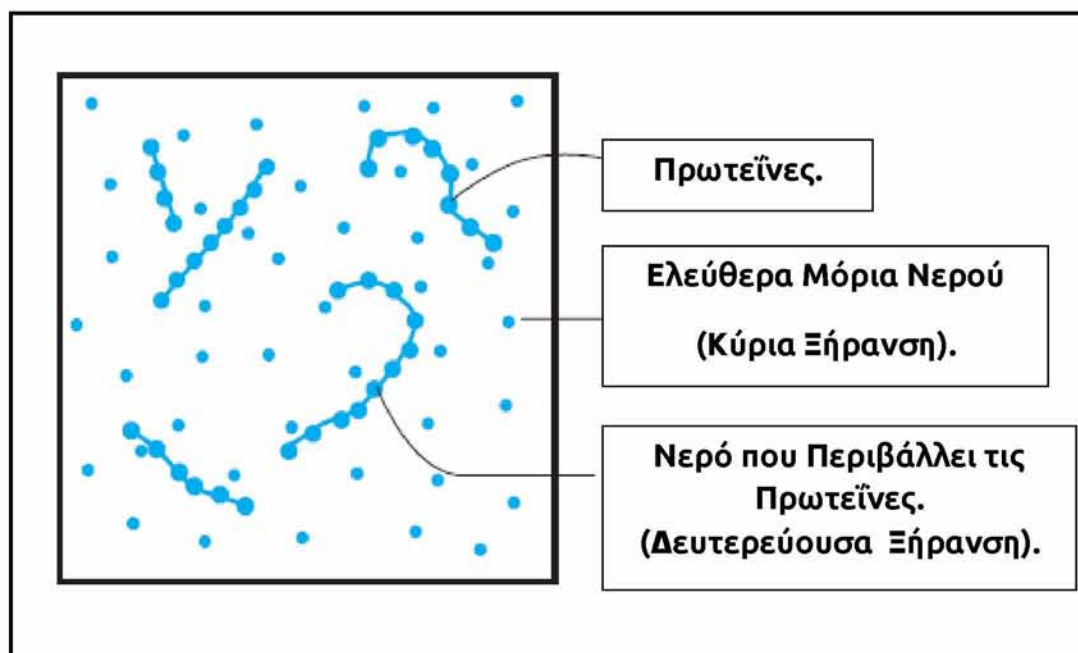 Πρωτεΐνες.
Ελεύθερα Μόρια Νερού
(Κύρια Ξήρανση).
Νερό που Περιβάλλει τις
Πρωτεΐνες.
(Δευτερεύουσα Ξήρανση).